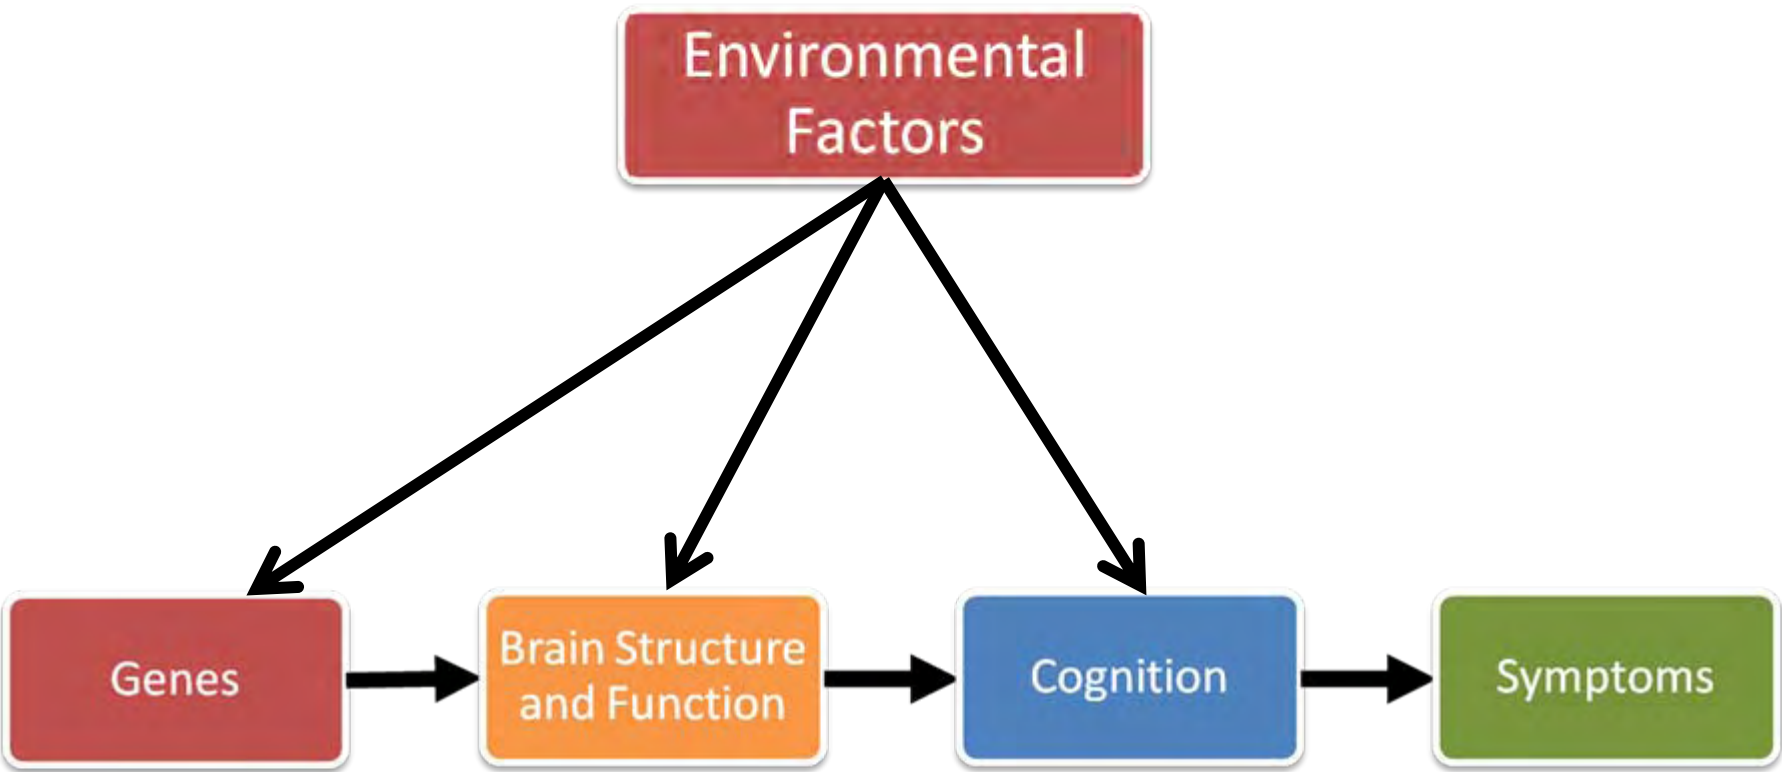 Environmental
Factors
Genes
Brain Structure
and Function
Cognition
Symptoms